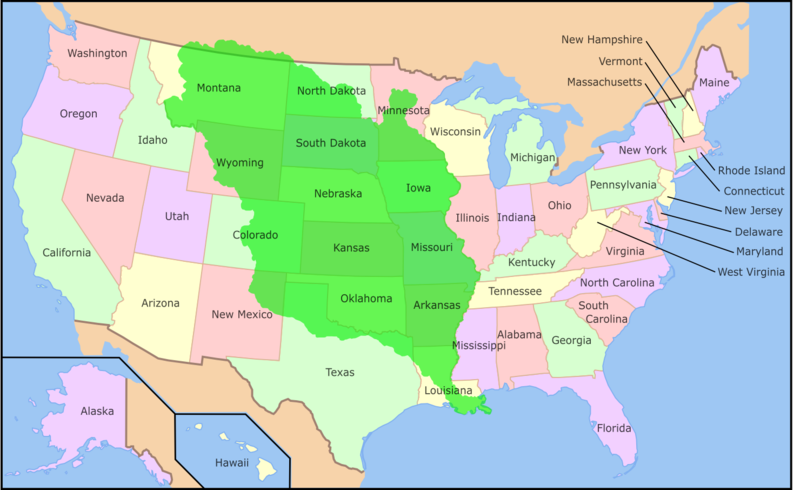 New Hampshire
Vermont
Massachusetts
Washington
Maine
Montana
North Dakota
Minnesota
Oregon
Idaho
Wisconsin
South Dakota
New York
Michigan
Wyoming
Rhode Island
Pennsylvania
Connecticut
Nebraska
Iowa
Nevada
Utah
Illinois
Indiana
Ohio
New Jersey
Delaware
Colorado
Kansas
Missouri
California
Kentucky
Virginia
Maryland
West Virginia
North Carolina
Tennessee
Arizona
New Mexico
Oklahoma
Arkansas
South
Carolina
Mississippi
Alabama
Georgia
Texas
Louisiana
Alaska
Florida
Hawaii